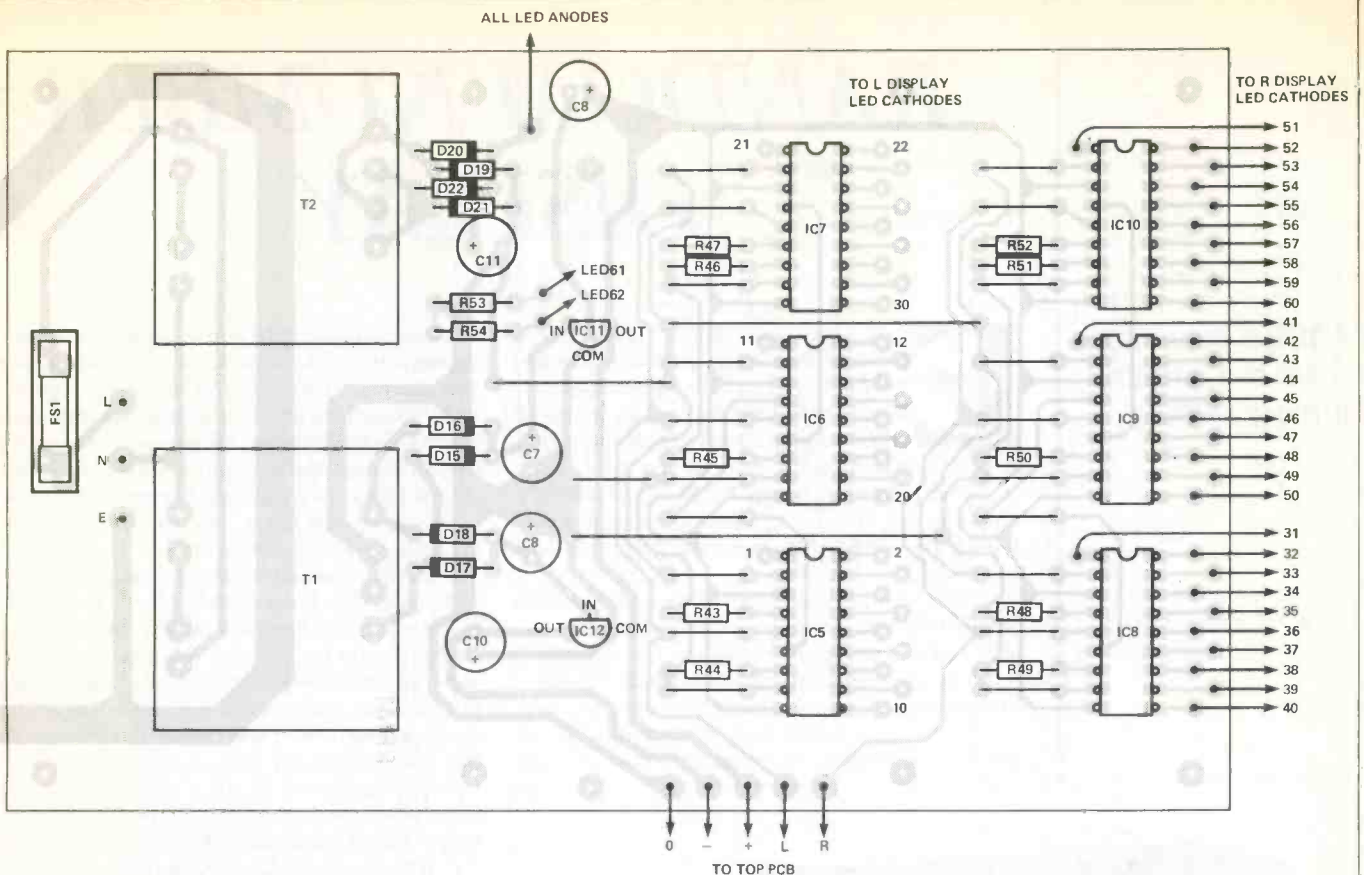 ALL LED ANODES
C8
TO L DISPLAY
LED CATHODES
TO R DISPLAY
LED CATHODES
T2
D20
D19
D22
D21
C11
R53
R54
LED61
LED62
IN IC11 OUT
COM
21
22
R47
R46
IC7
30
R52
R51
IC10
51
52
53
54
55
56
57
58
59
60
FS1
L
N
E
D16
D15
C7
11
12
R45
IC6
20
R50
IC9
41
42
43
44
45
46
47
48
49
50
T1
D18
D17
C8
C10
IN
OUT IC12 COM
1
2
R43
R44
IC5
10
R48
R49
IC8
31
32
33
34
35
36
37
38
39
40
0 – + L R
TO TOP PCB